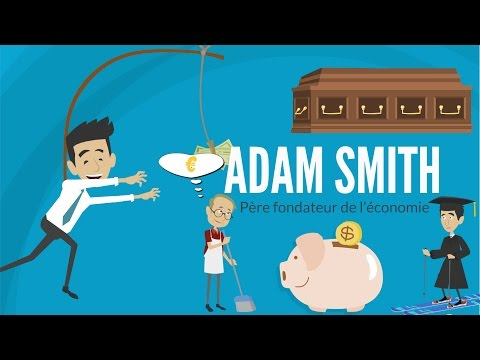 ADAM SMITH
Père fondateur de l'économie
€
$